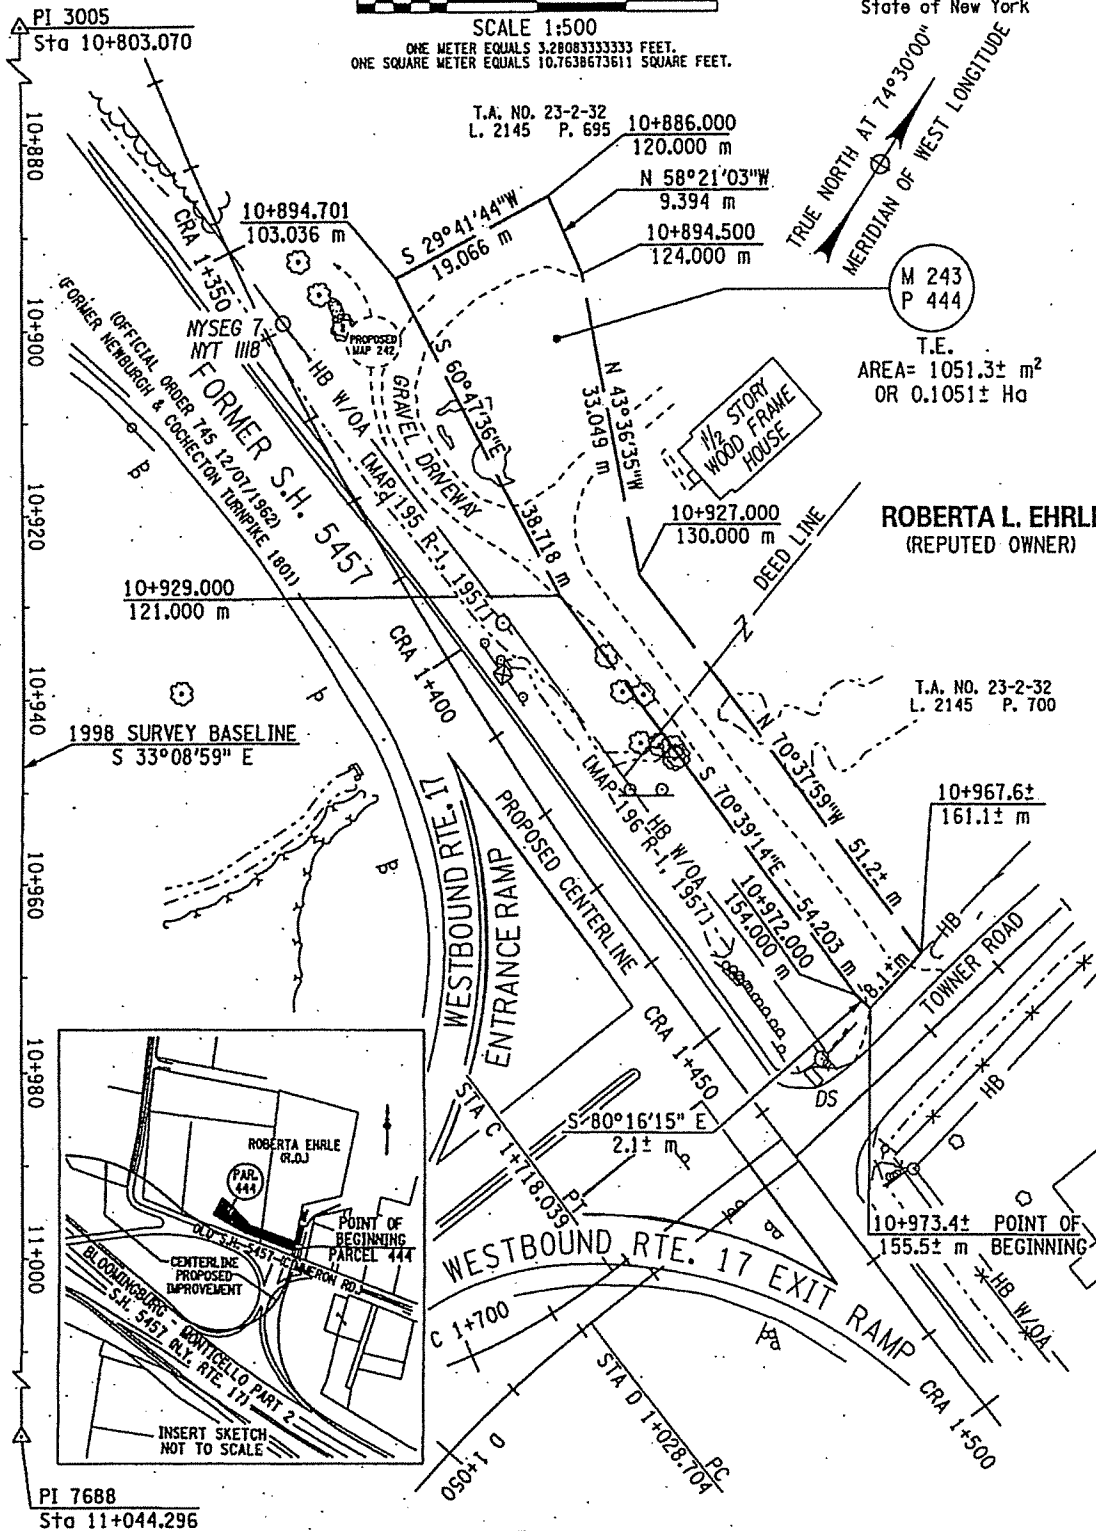 PI 3005
Sta 10+803.070
SCALE 1:500
ONE METER EQUALS 3.28083333333 FEET.
ONE SQUARE METER EQUALS 10.7638673611 SQUARE FEET.
State of New York
TRUE NORTH AT 74°30'00"
MERIDIAN OF WEST LONGITUDE
T.A. NO. 23-2-32
L. 2145 P. 695
10+886.000
120.000 m
N 58°21'03"W
9.394 m
10+894.701
103.036 m
S 29°41'44"W
19.066 m
10+894.500
124.000 m
M 243
P 444
T.E.
AREA= 1051.3± m²
OR 0.1051± Ha
10+880
10+900
10+920
10+940
10+960
10+980
11+000
CRA 1+350
NYSEG 7
NYT 111B
PROPOSED
MAP 242
(OFFICIAL ORDER 745 12/07/1962)
(FORMER NEWBURGH & COCHECTON TURNPIKE 1801)
FORMER S.H. 5457
HB W/OA
[MAP 195 R-1, 1957]
GRAVEL DRIVEWAY
S 60°47'36"E
38.718 m
N 43°36'35"W
33.049 m
1½ STORY
WOOD FRAME
HOUSE
10+927.000
130.000 m
DEED LINE
Z
ROBERTA L. EHRL
(REPUTED OWNER)
10+929.000
121.000 m
CRA 1+400
T.A. NO. 23-2-32
L. 2145 P. 700
1998 SURVEY BASELINE
S 33°08'59" E
N 70°37'59"W
51.2± m
S 70°39'14"E
54.203 m
[MAP 196 R-1, 1957]
HB W/OA
10+967.6±
161.1± m
10+972.000
154.000 m
8.1±m
HB
TOWNER ROAD
HB
WESTBOUND RTE. 17
ENTRANCE RAMP
PROPOSED CENTERLINE
CRA 1+450
DS
S 80°16'15" E
2.1± m
STA C 1+718.039
PT
10+973.4±
155.5± m
POINT OF
BEGINNING
HB W/OA
WESTBOUND RTE. 17 EXIT RAMP
C 1+700
STA D 1+028.704
PC
D 1+050
CRA 1+500
ROBERTA EHRLE
(R.O.)
PAR.
444
POINT OF
BEGINNING
PARCEL 444
CENTERLINE
PROPOSED
IMPROVEMENT
BLOOMINGBURG - MONTICELLO PART 2
S.H. 5457 (LY. RTE. 17)
INSERT SKETCH
NOT TO SCALE
PI 7688
Sta 11+044.296